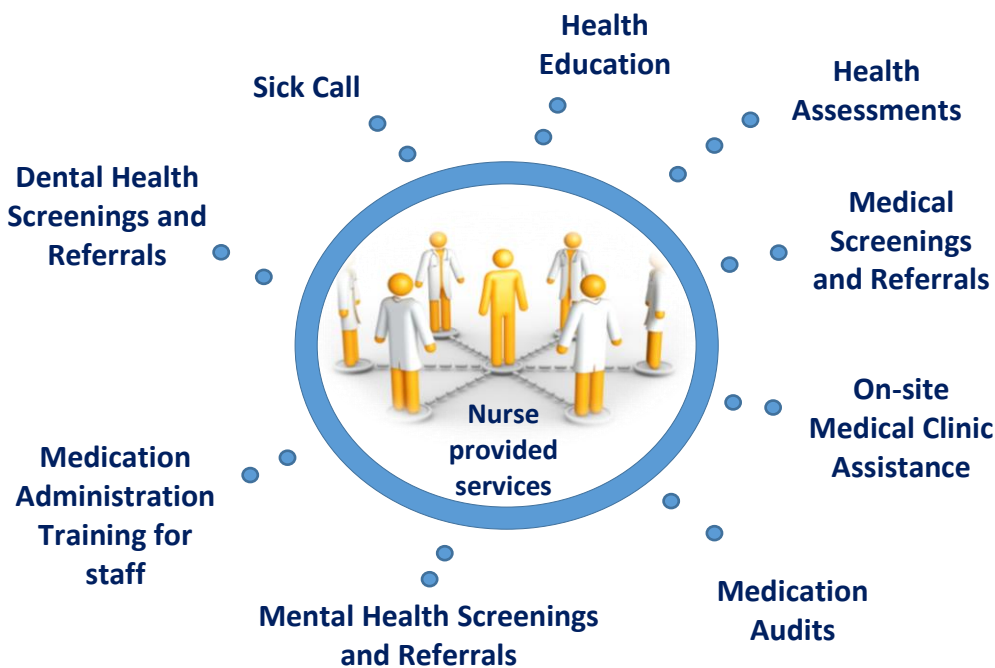 Health
Education
Sick Call
Health
Assessments
Dental Health
Screenings and
Referrals
Medical
Screenings
and Referrals
On-site
Medical Clinic
Assistance
Nurse
provided
services
Medication
Administration
Training for
staff
Medication
Audits
Mental Health Screenings
and Referrals